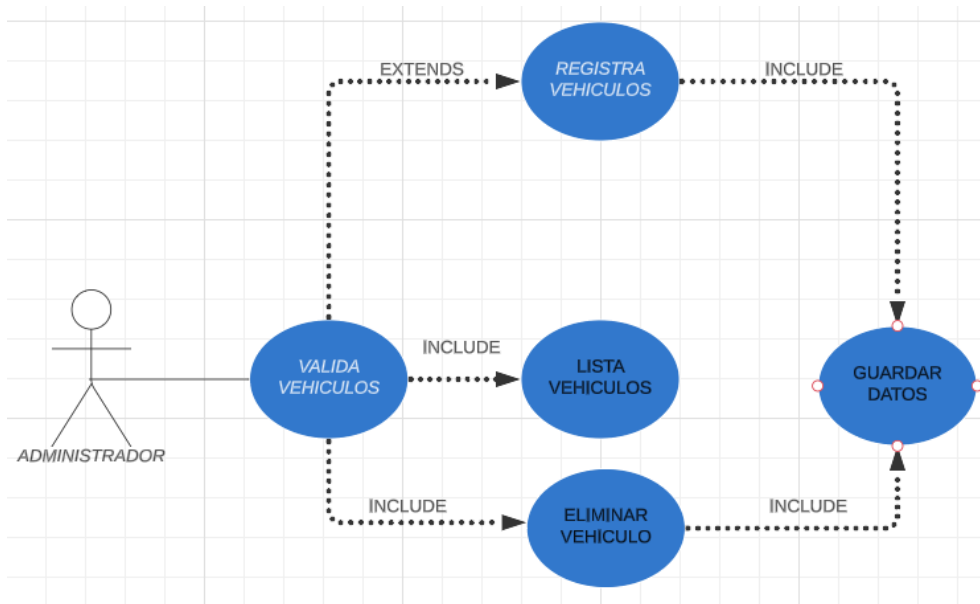 EXTENDS
REGISTRA
VEHICULOS
INCLUDE
INCLUDE
VALIDA
VEHICULOS
LISTA
VEHICULOS
GUARDAR
DATOS
ADMINISTRADOR
INCLUDE
ELIMINAR
VEHICULO
INCLUDE